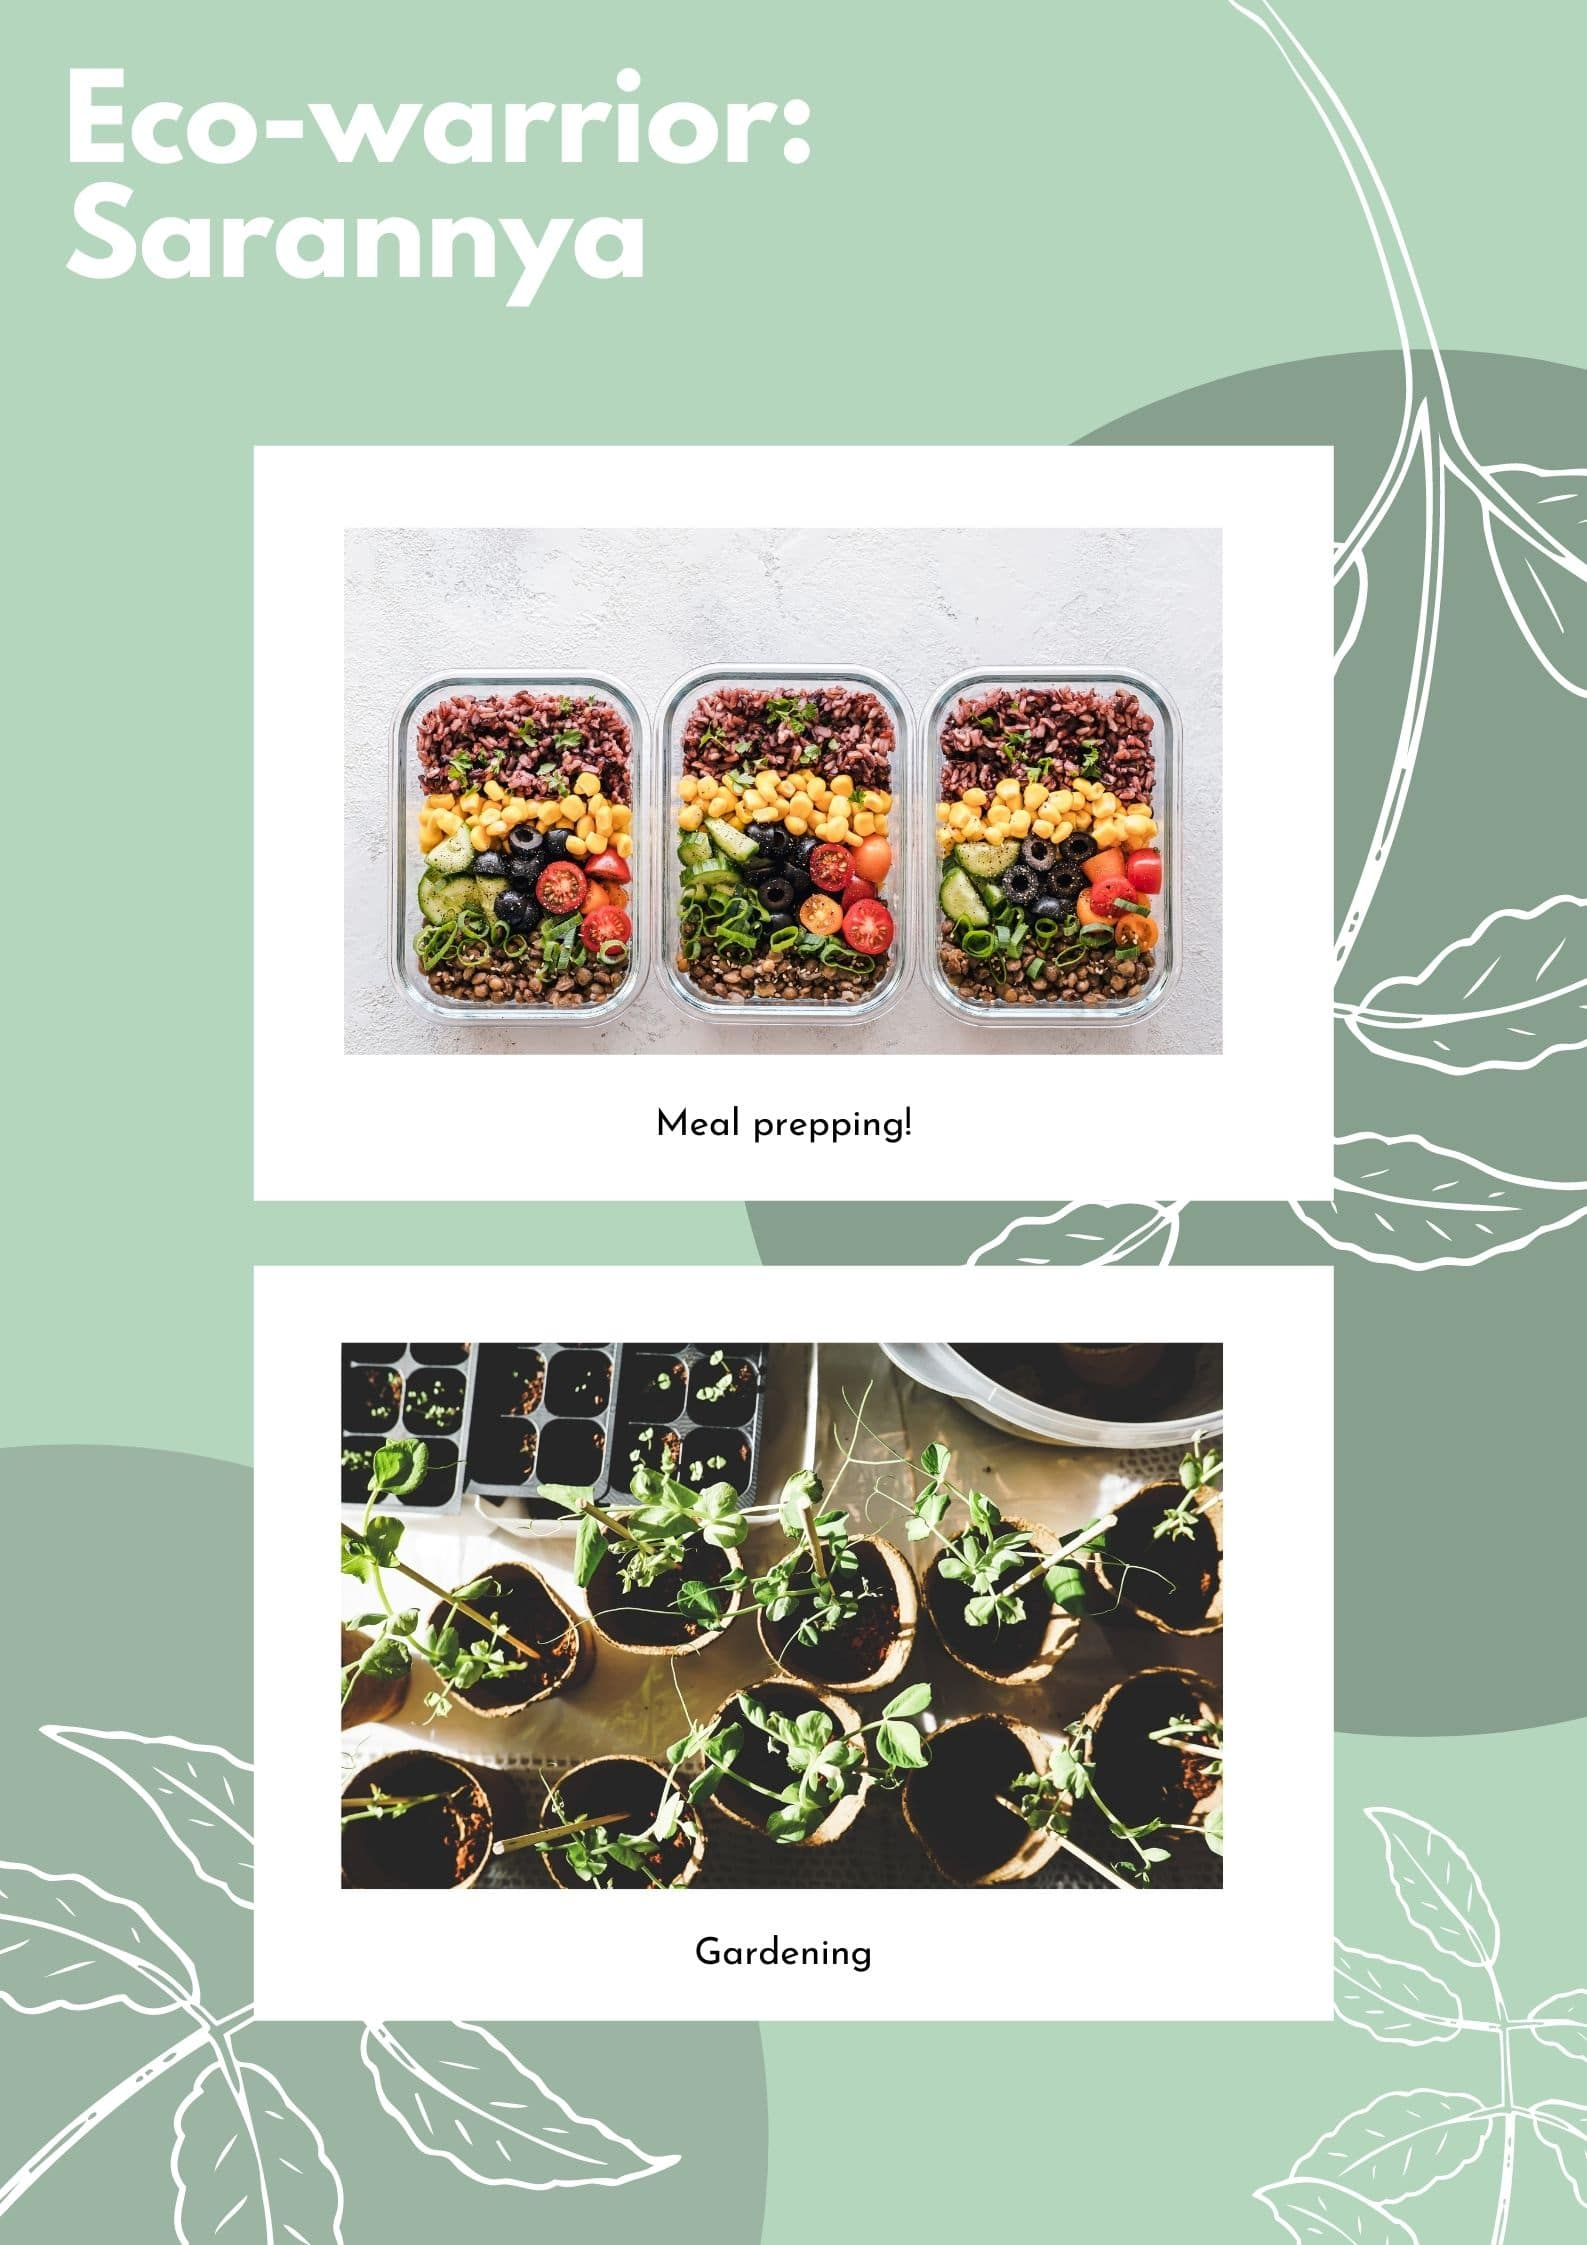 Eco-warrior:
Sarannya
Meal prepping!
Gardening